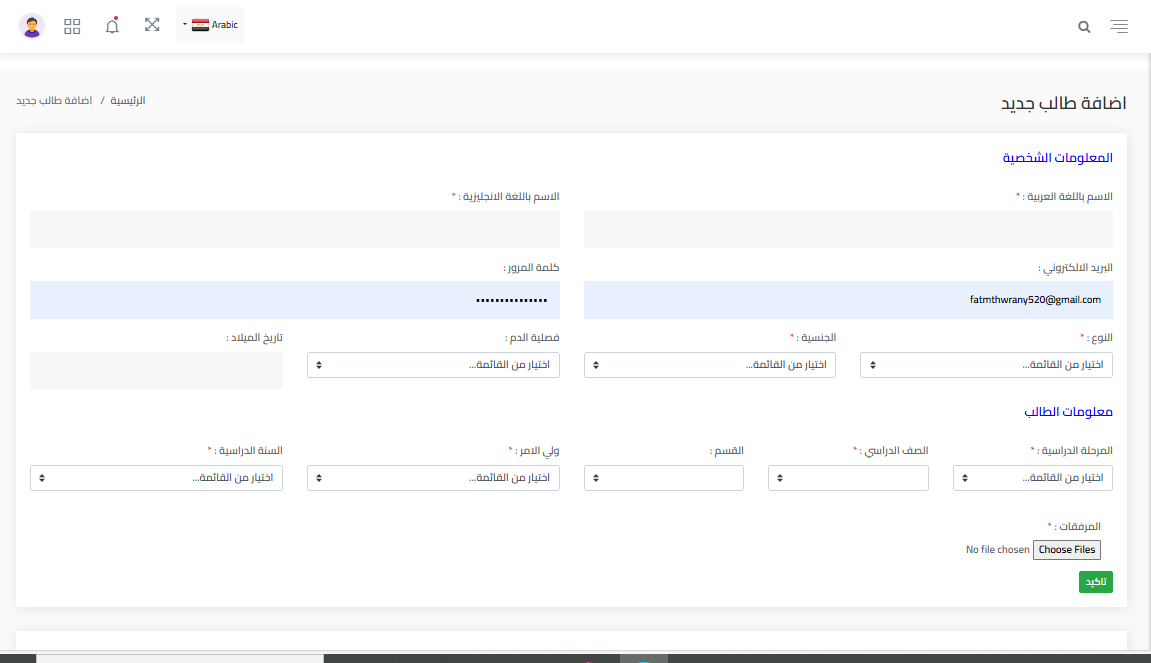 Arabic
اضافة طالب جديد
الرئيسية / اضافة طالب جديد
المعلومات الشخصية
الاسم باللغة العربية : *
الاسم باللغة الانجليزية : *
البريد الالكتروني :
كلمة المرور :
fatmthwrany520@gmail.com
•••••••••••••••
النوع : *
الجنسية : *
فصلية الدم :
تاريخ الميلاد :
اختيار من القائمة...
اختيار من القائمة...
اختيار من القائمة...
معلومات الطالب
المرحلة الدراسية : *
الصف الدراسي : *
القسم :
ولي الامر : *
السنة الدراسية : *
اختيار من القائمة...
اختيار من القائمة...
اختيار من القائمة...
المرفقات : *
Choose Files No file chosen
تاكيد